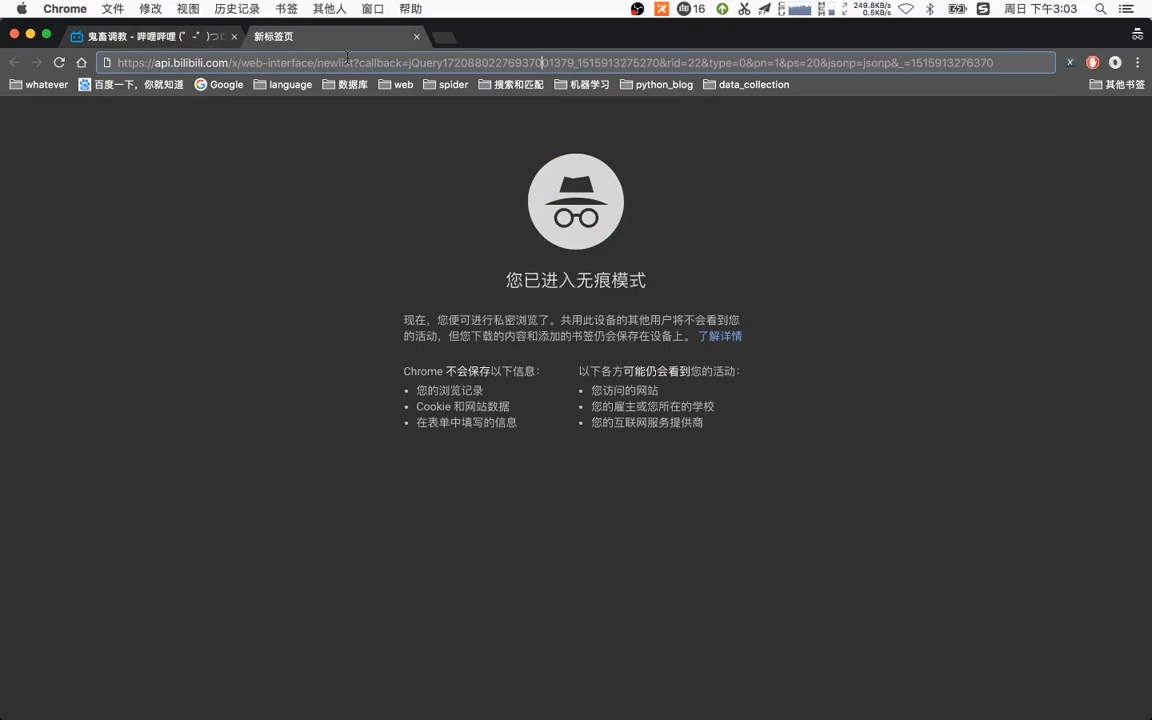 Chrome 文件 修改 视图 历史记录 书签 其他人 窗口 帮助 16 249.8KB/s 周日 下午3:03
鬼畜调教 - 哔哩哔哩 (゜-゜)つロ 新标签页
https://api.bilibili.com/x/web-interface/newlist?callback=jQuery17208802276937001379_1515913275270&rid=22&type=0&pn=1&ps=20&jsonp=jsonp&_=1515913276370
whatever 百度一下，你就知道 Google language 数据库 web spider 搜索和匹配 机器学习 python_blog data_collection 其他书签
您已进入无痕模式
现在，您便可进行私密浏览了。共用此设备的其他用户将不会看到您
的活动，但您下载的内容和添加的书签仍会保存在设备上。 了解详情
Chrome 不会保存以下信息：
• 您的浏览记录
• Cookie 和网站数据
• 在表单中填写的信息
以下各方可能仍会看到您的活动：
• 您访问的网站
• 您的雇主或您所在的学校
• 您的互联网服务提供商